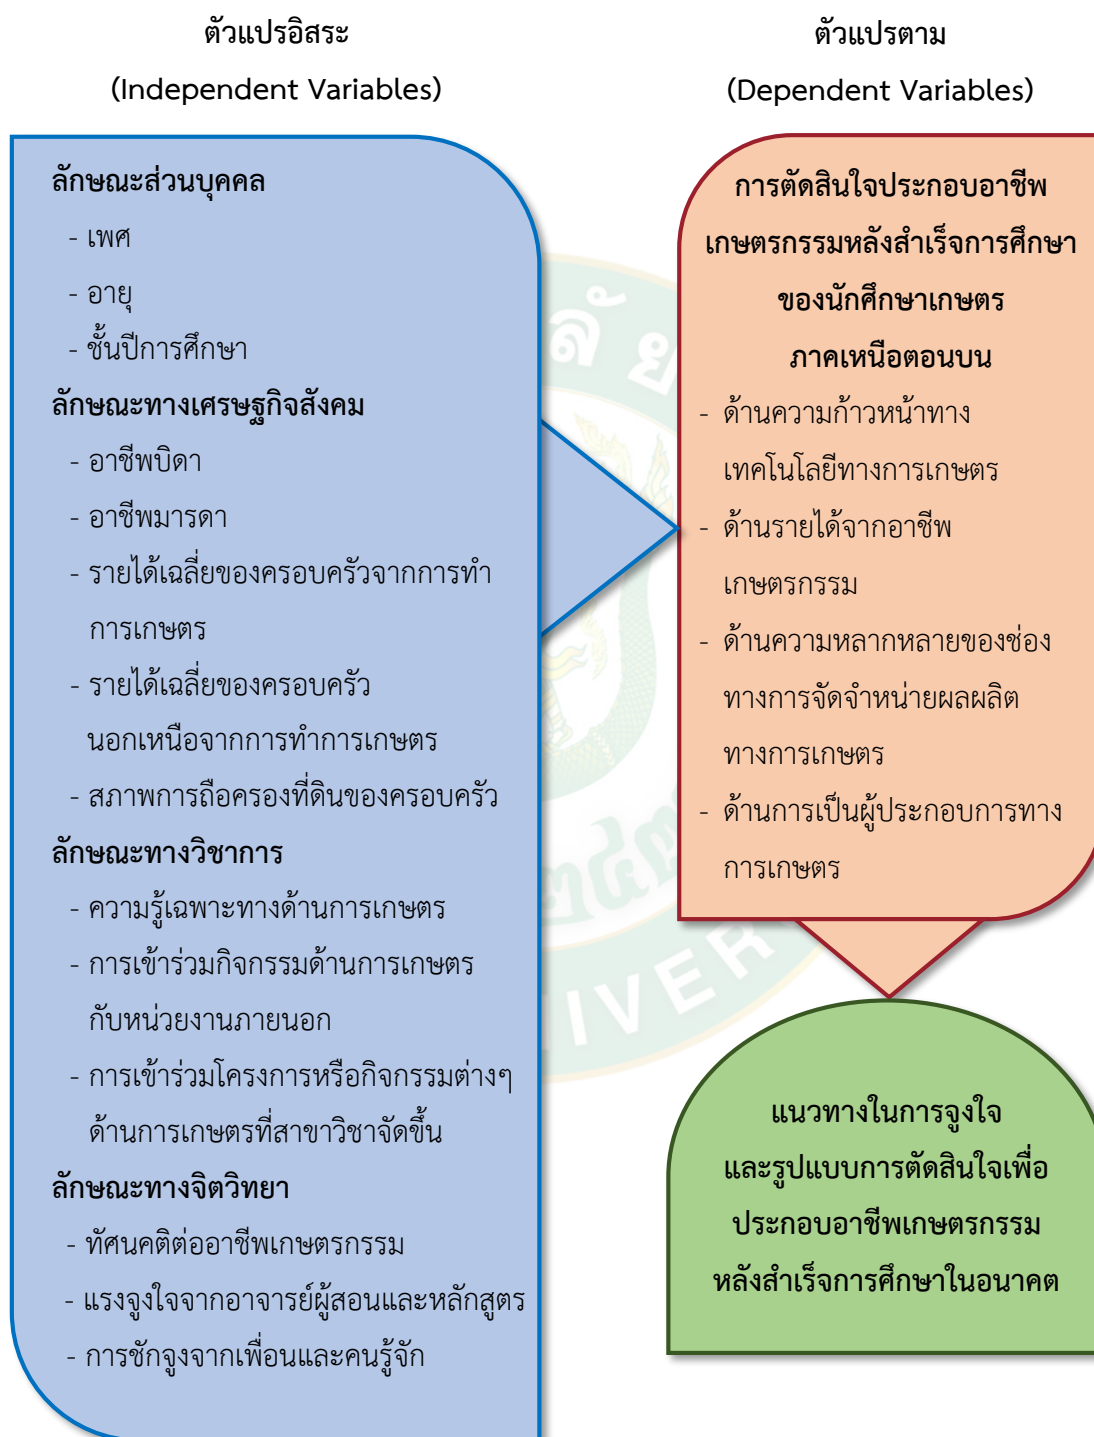 ตัวแปรอิสระ
(Independent Variables)
ลักษณะส่วนบุคคล
- เพศ
- อายุ
- ชั้นปีการศึกษา
ลักษณะทางเศรษฐกิจสังคม
- อาชีพบิดา
- อาชีพมารดา
- รายได้เฉลี่ยของครอบครัวจากการทำ
การเกษตร
- รายได้เฉลี่ยของครอบครัว
นอกเหนือจากการทำการเกษตร
- สภาพการถือครองที่ดินของครอบครัว
ลักษณะทางวิชาการ
- ความรู้เฉพาะทางด้านการเกษตร
- การเข้าร่วมกิจกรรมด้านการเกษตร
กับหน่วยงานภายนอก
- การเข้าร่วมโครงการหรือกิจกรรมต่างๆ
ด้านการเกษตรที่สาขาวิชาจัดขึ้น
ลักษณะทางจิตวิทยา
- ทัศนคติต่ออาชีพเกษตรกรรม
- แรงจูงใจจากอาจารย์ผู้สอนและหลักสูตร
- การชักจูงจากเพื่อนและคนรู้จัก
ตัวแปรตาม
(Dependent Variables)
การตัดสินใจประกอบอาชีพ
เกษตรกรรมหลังสำเร็จการศึกษา
ของนักศึกษาเกษตร
ภาคเหนือตอนบน
- ด้านความก้าวหน้าทาง
เทคโนโลยีทางการเกษตร
- ด้านรายได้จากอาชีพ
เกษตรกรรม
- ด้านความหลากหลายของช่อง
ทางการจัดจำหน่ายผลผลิต
ทางการเกษตร
- ด้านการเป็นผู้ประกอบการทาง
การเกษตร
แนวทางในการจูงใจ
และรูปแบบการตัดสินใจเพื่อ
ประกอบอาชีพเกษตรกรรม
หลังสำเร็จการศึกษาในอนาคต